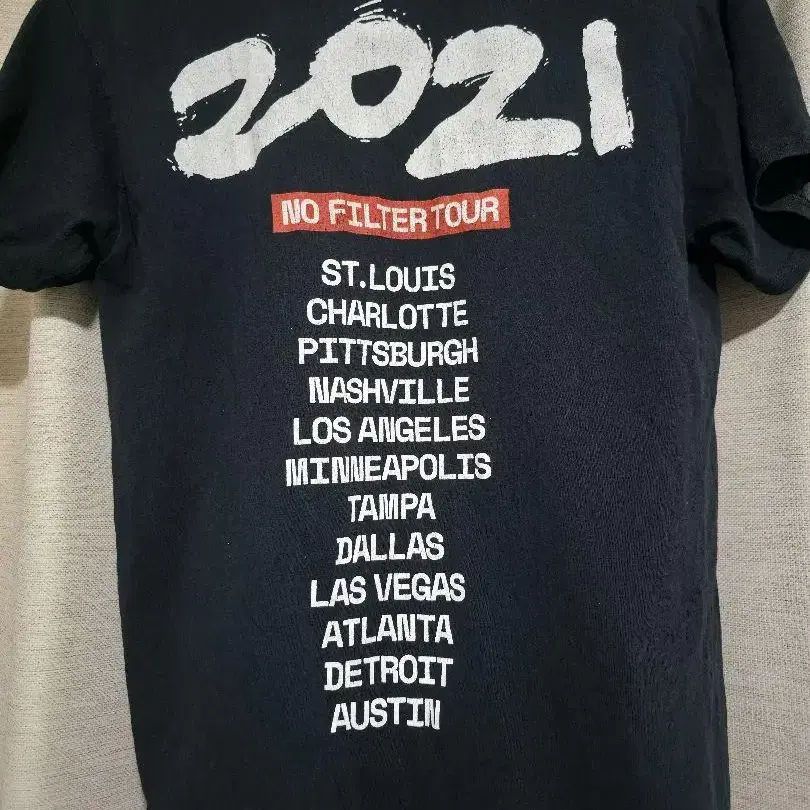 2021
NO FILTER TOUR
ST.LOUIS
CHARLOTTE
PITTSBURGH
NASHVILLE
LOS ANGELES
MINNEAPOLIS
TAMPA
DALLAS
LAS VEGAS
ATLANTA
DETROIT
AUSTIN